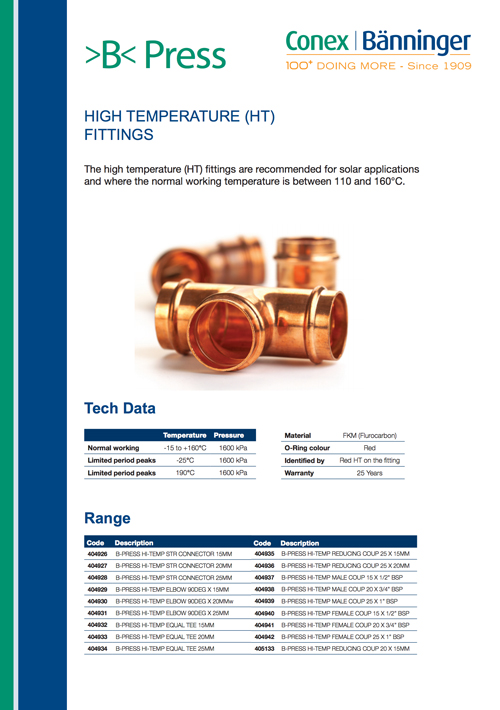 >B< Press
Conex | Bänninger
100+ DOING MORE - Since 1909
HIGH TEMPERATURE (HT)
FITTINGS
The high temperature (HT) fittings are recommended for solar applications
and where the normal working temperature is between 110 and 160°C.
Tech Data
Temperature Pressure
Normal working -15 to +160°C 1600 kPa
Limited period peaks -25°C 1600 kPa
Limited period peaks 190°C 1600 kPa
Material FKM (Flurocarbon)
O-Ring colour Red
Identified by Red HT on the fitting
Warranty 25 Years
Range
Code Description
404926 B-PRESS HI-TEMP STR CONNECTOR 15MM
404927 B-PRESS HI-TEMP STR CONNECTOR 20MM
404928 B-PRESS HI-TEMP STR CONNECTOR 25MM
404929 B-PRESS HI-TEMP ELBOW 90DEG X 15MM
404930 B-PRESS HI-TEMP ELBOW 90DEG X 20MMw
404931 B-PRESS HI-TEMP ELBOW 90DEG X 25MM
404932 B-PRESS HI-TEMP EQUAL TEE 15MM
404933 B-PRESS HI-TEMP EQUAL TEE 20MM
404934 B-PRESS HI-TEMP EQUAL TEE 25MM
Code Description
404935 B-PRESS HI-TEMP REDUCING COUP 25 X 15MM
404936 B-PRESS HI-TEMP REDUCING COUP 25 X 20MM
404937 B-PRESS HI-TEMP MALE COUP 15 X 1/2" BSP
404938 B-PRESS HI-TEMP MALE COUP 20 X 3/4" BSP
404939 B-PRESS HI-TEMP MALE COUP 25 X 1" BSP
404940 B-PRESS HI-TEMP FEMALE COUP 15 X 1/2" BSP
404941 B-PRESS HI-TEMP FEMALE COUP 20 X 3/4" BSP
404942 B-PRESS HI-TEMP FEMALE COUP 25 X 1" BSP
405133 B-PRESS HI-TEMP REDUCING COUP 20 X 15MM